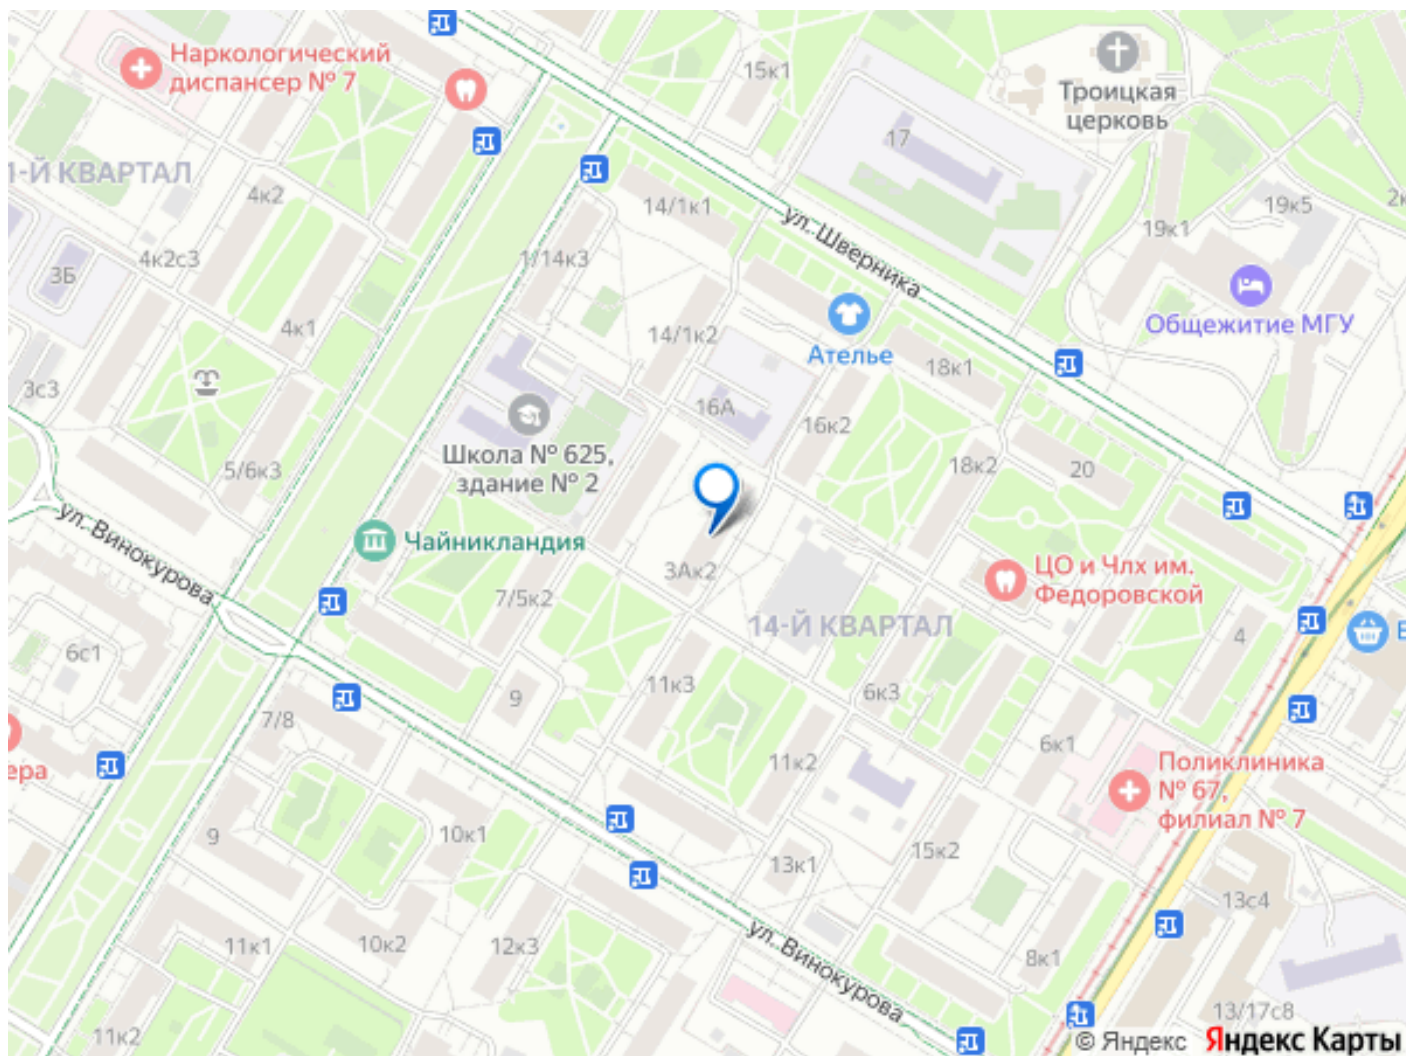 Наркологический
диспансер № 7
15к1
Троицкая
церковь
17
1-Й КВАРТАЛ
4к2
14/1к1
19к5
2к
ул. Шверника
19к1
4к2с3
1/14к3
3Б
4к1
14/1к2
Общежитие МГУ
Ателье
18к1
3с3
16А
16к2
Школа № 625,
здание № 2
5/6к3
18к2
20
ул. Винокурова
Чайникландия
3Ак2
ЦО и Члх им.
Федоровской
7/5к2
14-Й КВАРТАЛ
4
В
6с1
11к3
9
6к3
7/8
6к1
ера
11к2
Поликлиника
№ 67,
филиал № 7
9
10к1
15к2
13к1
13с4
11к1
10к2
12к3
ул. Винокурова
8к1
13/17с8
11к2
© Яндекс Яндекс Карты